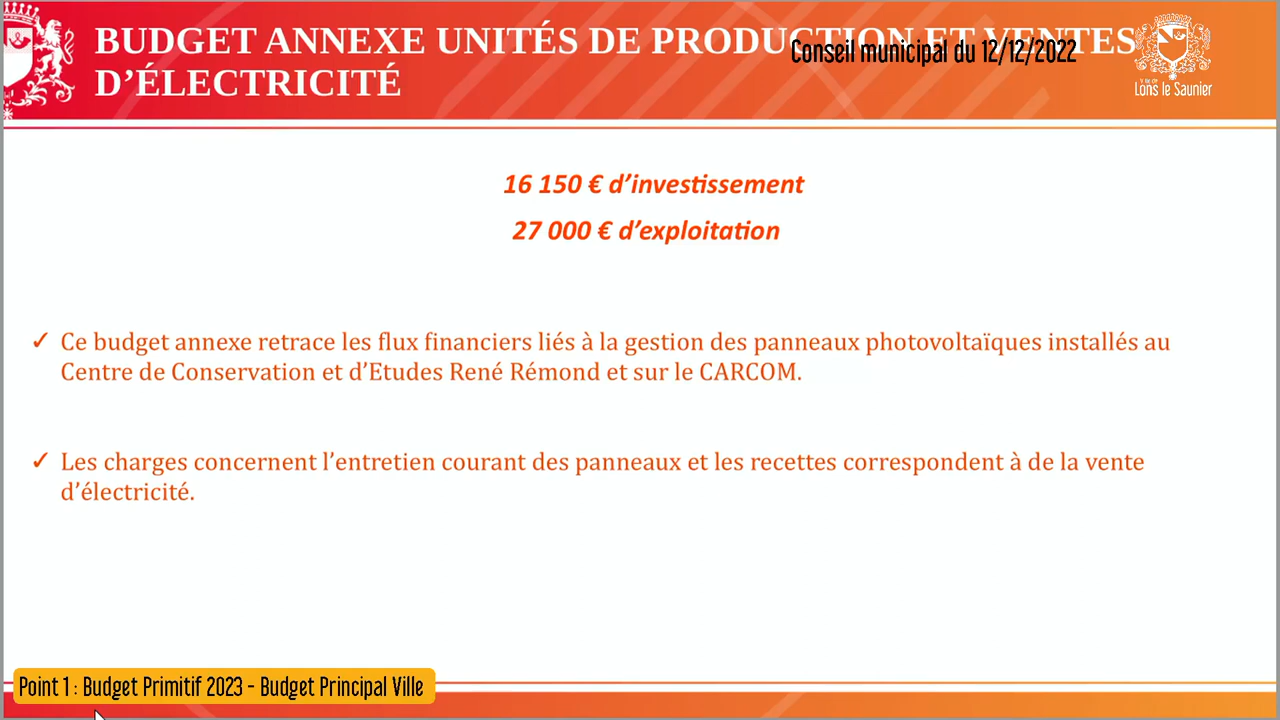 BUDGET ANNEXE UNITÉS DE PRODUCTION ET VENTES
D'ÉLECTRICITÉ
Conseil municipal du 12/12/2022
Ville de
Lons le Saunier
16 150 € d'investissement
27 000 € d'exploitation
✓ Ce budget annexe retrace les flux financiers liés à la gestion des panneaux photovoltaïques installés au
Centre de Conservation et d'Etudes René Rémond et sur le CARCOM.
✓ Les charges concernent l'entretien courant des panneaux et les recettes correspondent à de la vente
d'électricité.
Point 1 : Budget Primitif 2023 - Budget Principal Ville